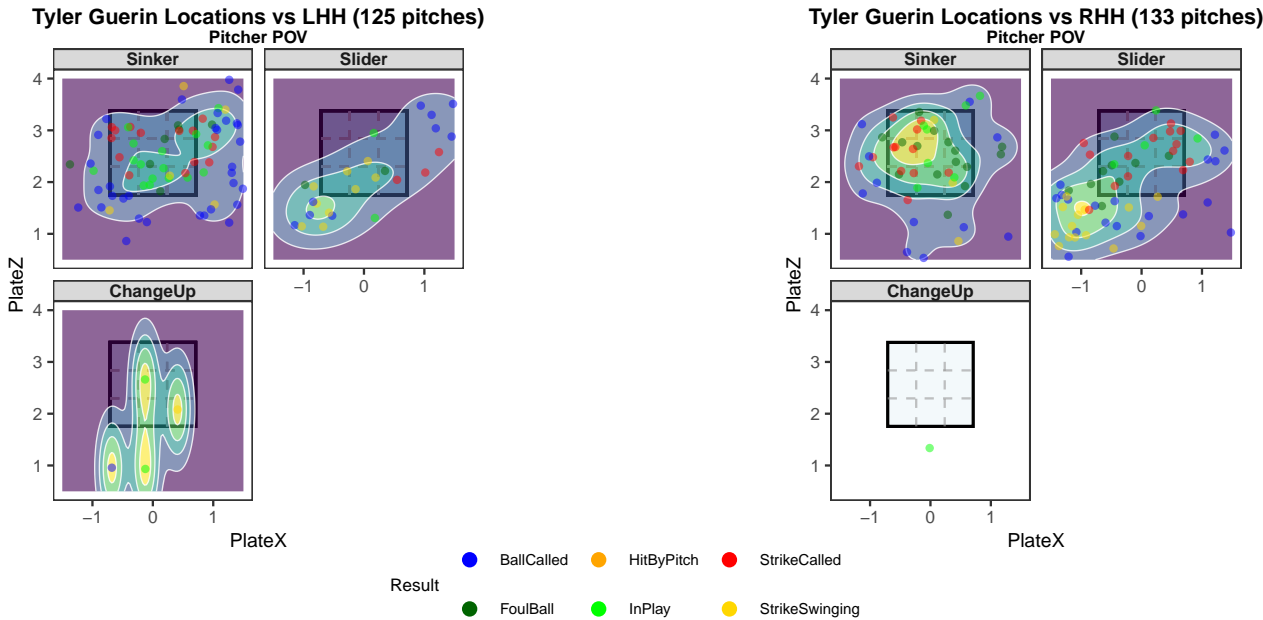 Tyler Guerin Locations vs LHH (125 pitches)
Pitcher POV
Sinker
Slider
4
3
2
1
−1
0
1
ChangeUp
4
3
2
1
−1
0
1
PlateZ
PlateX
Tyler Guerin Locations vs RHH (133 pitches)
Pitcher POV
Sinker
Slider
4
3
2
1
−1
0
1
ChangeUp
4
3
2
1
−1
0
1
PlateZ
PlateX
Result
BallCalled
HitByPitch
StrikeCalled
FoulBall
InPlay
StrikeSwinging